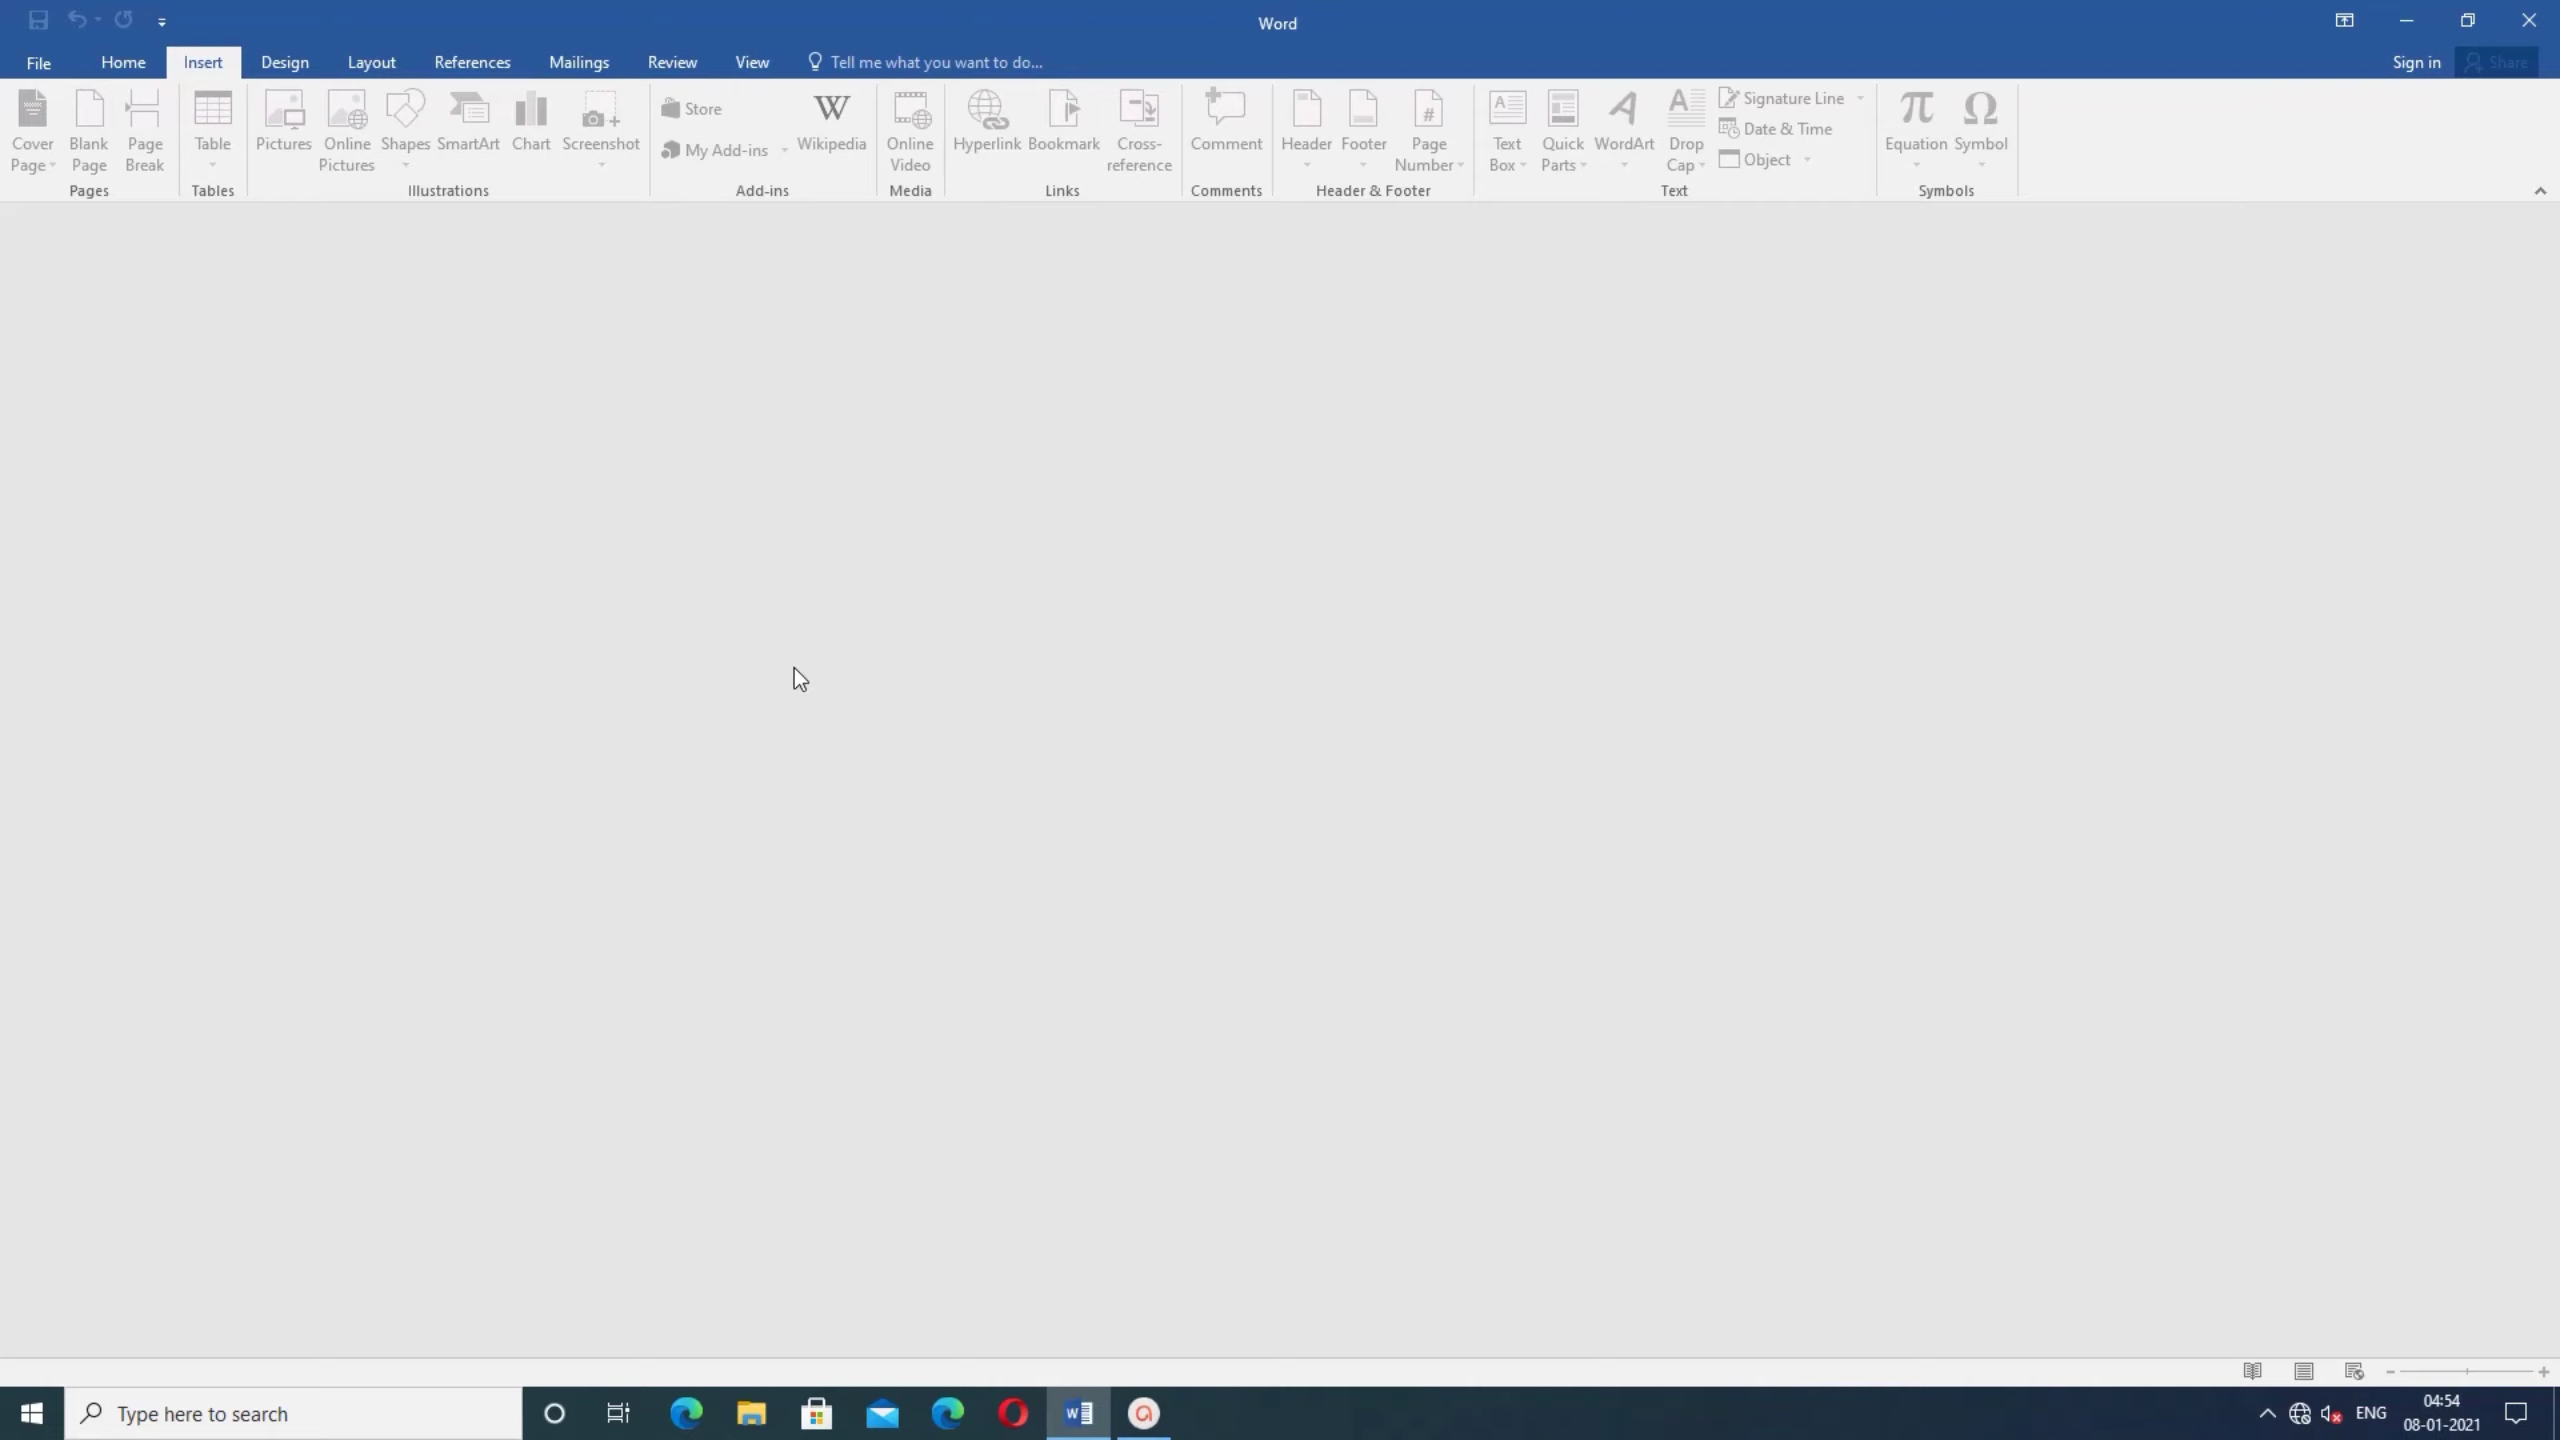 Word
File Home Insert Design Layout References Mailings Review View Tell me what you want to do... Sign in Share
Cover Page Blank Page Page Break
Pages
Table
Tables
Pictures Online Pictures Shapes SmartArt Chart Screenshot
Illustrations
Store
My Add-ins
Wikipedia
Add-ins
Online Video
Media
Hyperlink Bookmark Cross-reference
Links
Comment
Comments
Header Footer Page Number
Header & Footer
Text Box Quick Parts WordArt Drop Cap
Signature Line
Date & Time
Object
Text
Equation Symbol
Symbols
Type here to search
ENG
04:54
08-01-2021